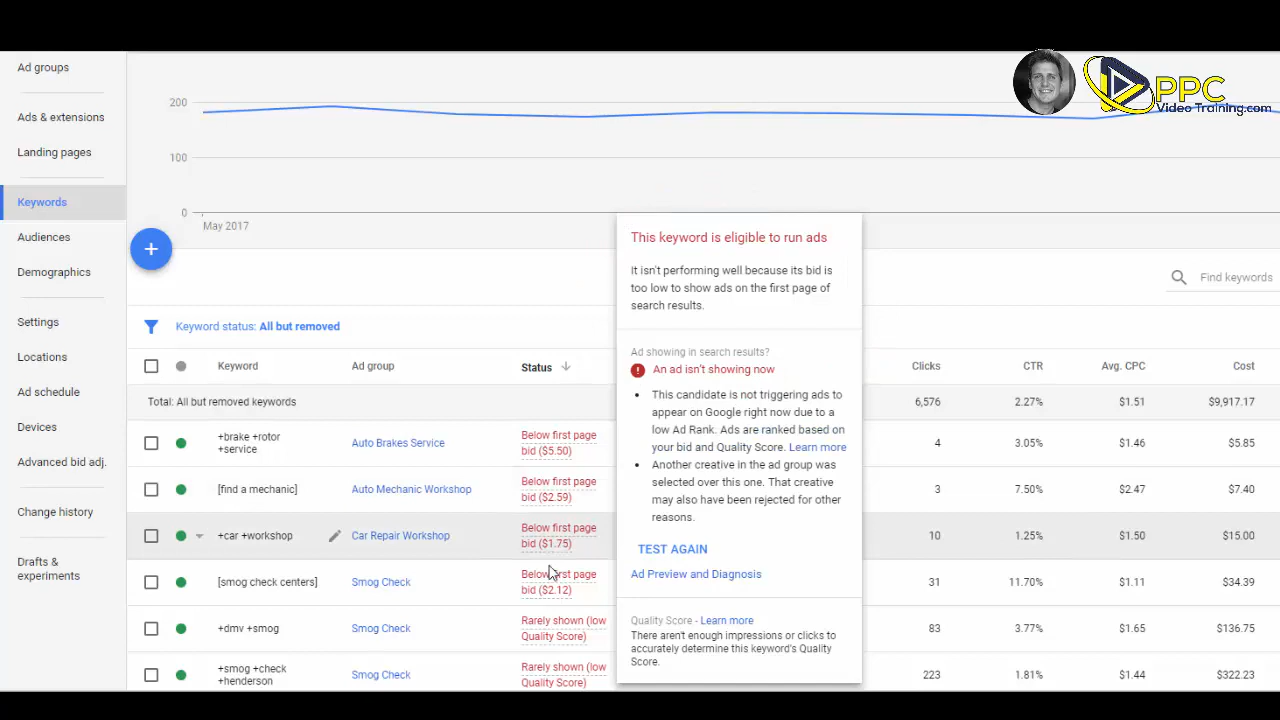 PPC
Video Training.com
Ad groups
Ads & extensions
Landing pages
Keywords
Audiences
Demographics
Settings
Locations
Ad schedule
Devices
Advanced bid adj.
Change history
Drafts &
experiments
200
100
0
May 2017
+
Find keywords
Keyword status: All but removed
Keyword Ad group Status Clicks CTR Avg. CPC Cost
Total: All but removed keywords 6,576 2.27% $1.51 $9,917.17
+brake +rotor
+service
Auto Brakes Service
Below first page
bid ($5.50)
4 3.05% $1.46 $5.85
[find a mechanic]
Auto Mechanic Workshop
Below first page
bid ($2.59)
3 7.50% $2.47 $7.40
+car +workshop
Car Repair Workshop
Below first page
bid ($1.75)
10 1.25% $1.50 $15.00
[smog check centers]
Smog Check
Below first page
bid ($2.12)
31 11.70% $1.11 $34.39
+dmv +smog
Smog Check
Rarely shown (low
Quality Score)
83 3.77% $1.65 $136.75
+smog +check
+henderson
Smog Check
Rarely shown (low
Quality Score)
223 1.81% $1.44 $322.23
This keyword is eligible to run ads
It isn't performing well because its bid is
too low to show ads on the first page of
search results.
Ad showing in search results?
An ad isn't showing now
This candidate is not triggering ads to
appear on Google right now due to a
low Ad Rank. Ads are ranked based on
your bid and Quality Score. Learn more
Another creative in the ad group was
selected over this one. That creative
may also have been rejected for other
reasons.
TEST AGAIN
Ad Preview and Diagnosis
Quality Score - Learn more
There aren't enough impressions or clicks to
accurately determine this keyword's Quality
Score.